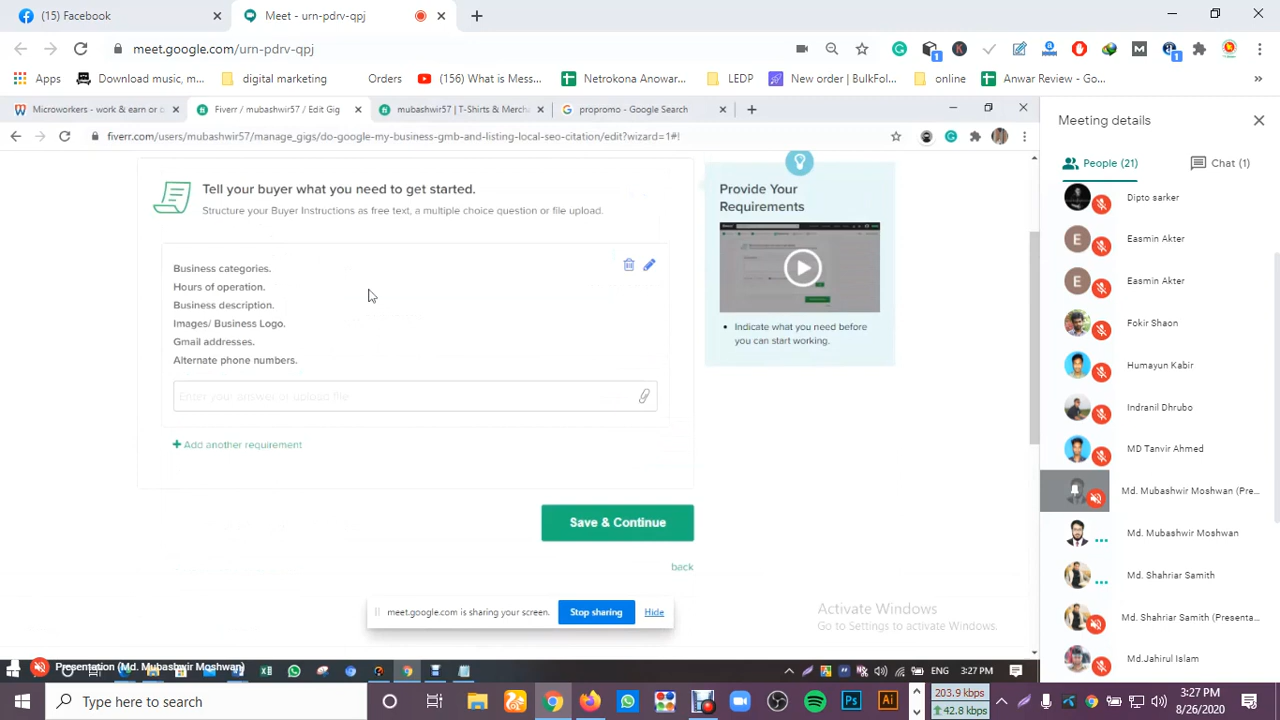 (15) Facebook
Meet - urn-pdrv-qpj
meet.google.com/urn-pdrv-qpj
Apps
Download music, m...
digital marketing
Orders
(156) What is Mess...
Netrokona Anowar...
LEDP
New order | BulkFol...
online
Anwar Review - Go...
Microworkers - work & earn or o
Fiverr / mubashwir57 / Edit Gig
mubashwir57 | T-Shirts & Merch
propromo - Google Search
fiverr.com/users/mubashwir57/manage_gigs/do-google-my-business-gmb-and-listing-local-seo-citation/edit?wizard=1#!
Tell your buyer what you need to get started.
Structure your Buyer Instructions as free text, a multiple choice question or file upload.
Business categories.
Hours of operation.
Business description.
Images/ Business Logo.
Gmail addresses.
Alternate phone numbers.
Enter your answer or upload file
+ Add another requirement
Save & Continue
back
Provide Your
Requirements
Indicate what you need before
you can start working.
meet.google.com is sharing your screen.
Stop sharing
Hide
Activate Windows
Go to Settings to activate Windows.
Presentation (Md. Mubashwir Moshwan)
ENG
3:27 PM
Meeting details
People (21)
Chat (1)
Dipto sarker
E
Easmin Akter
E
Easmin Akter
Fokir Shaon
Humayun Kabir
Indranil Dhrubo
MD Tanvir Ahmed
Md. Mubashwir Moshwan (Pre...
Md. Mubashwir Moshwan
Md. Shahriar Samith
Md. Shahriar Samith (Presenta...
Md.Jahirul Islam
Type here to search
203.9 kbps
42.8 kbps
3:27 PM
8/26/2020